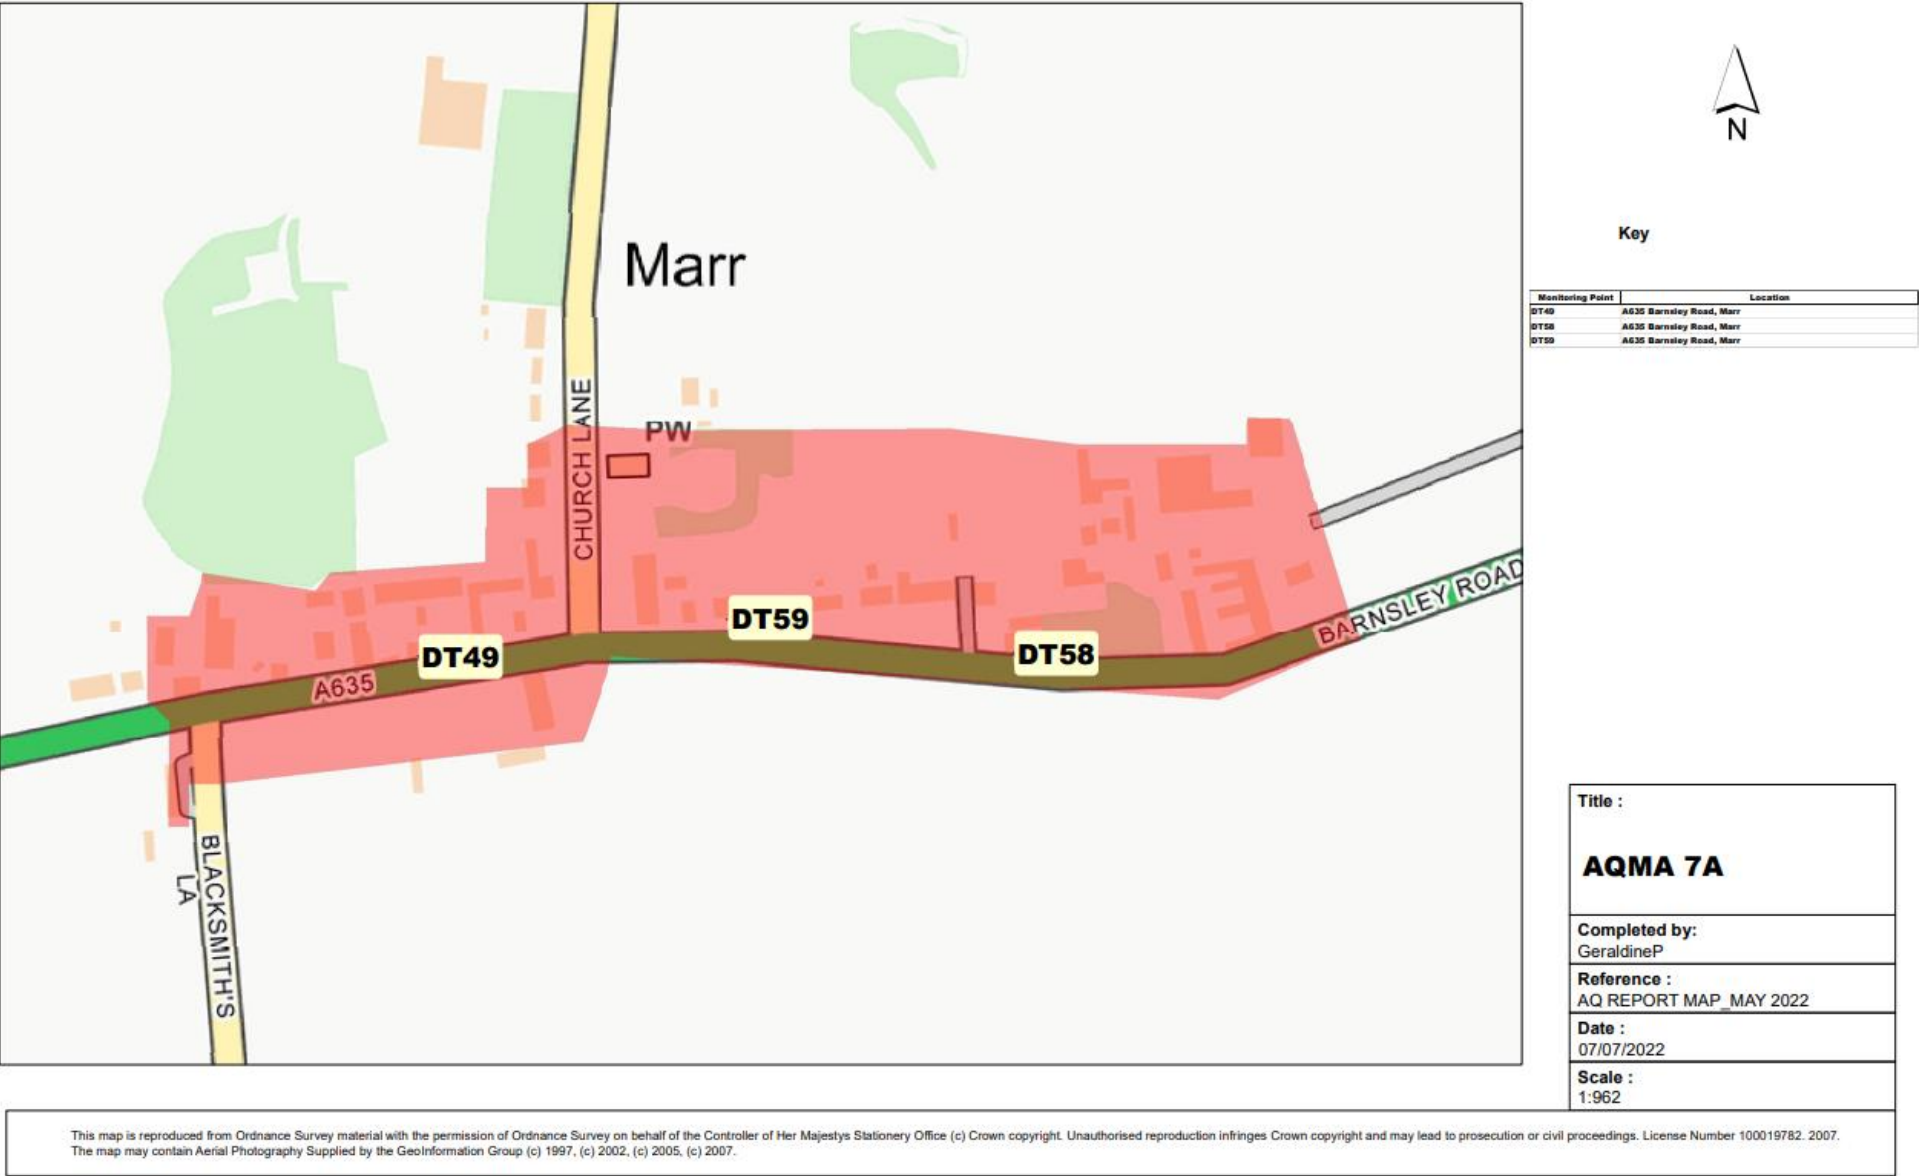 N
Key
Monitoring Point Location
DT49 A635 Barnsley Road, Marr
DT58 A635 Barnsley Road, Marr
DT59 A635 Barnsley Road, Marr
Marr
CHURCH LANE
PW
DT59
DT49
DT58
A635
BARNSLEY ROAD
BLACKSMITH'S
LA
Title :
AQMA 7A
Completed by:
GeraldineP
Reference :
AQ REPORT MAP_MAY 2022
Date :
07/07/2022
Scale :
1:962
This map is reproduced from Ordnance Survey material with the permission of Ordnance Survey on behalf of the Controller of Her Majestys Stationery Office (c) Crown copyright. Unauthorised reproduction infringes Crown copyright and may lead to prosecution or civil proceedings. License Number 100019782. 2007.
The map may contain Aerial Photography Supplied by the GeoInformation Group (c) 1997, (c) 2002, (c) 2005, (c) 2007.